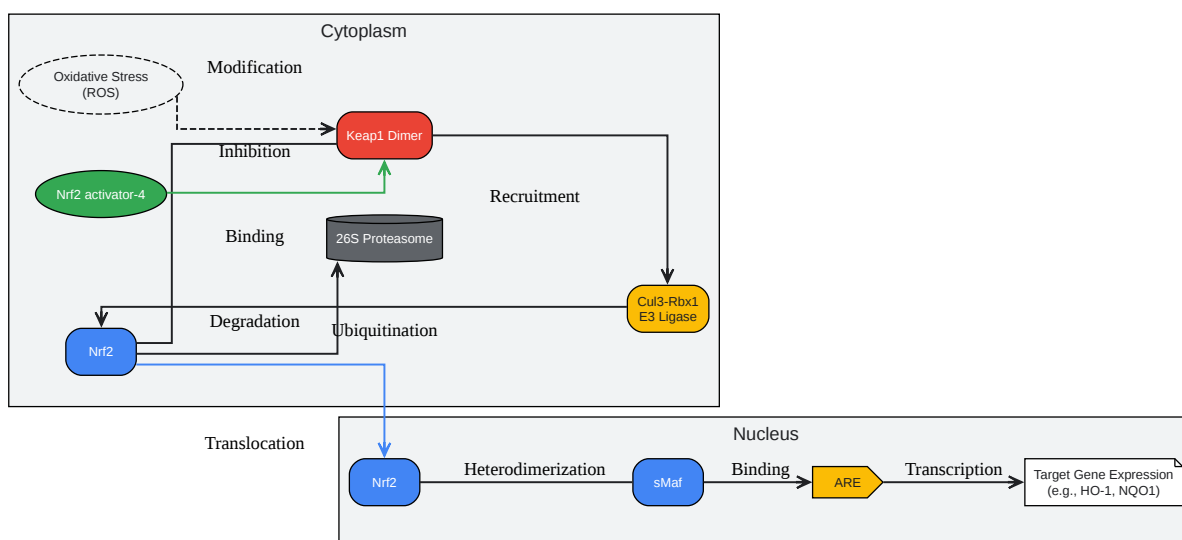 Cytoplasm
Modification
Oxidative Stress
(ROS)
Keap1 Dimer
Inhibition
Nrf2 activator-4
Recruitment
Binding
26S Proteasome
Cul3-Rbx1
E3 Ligase
Degradation
Ubiquitination
Nrf2
Translocation
Nucleus
Nrf2
Heterodimerization
sMaf
Binding
ARE
Transcription
Target Gene Expression
(e.g., HO-1, NQO1)